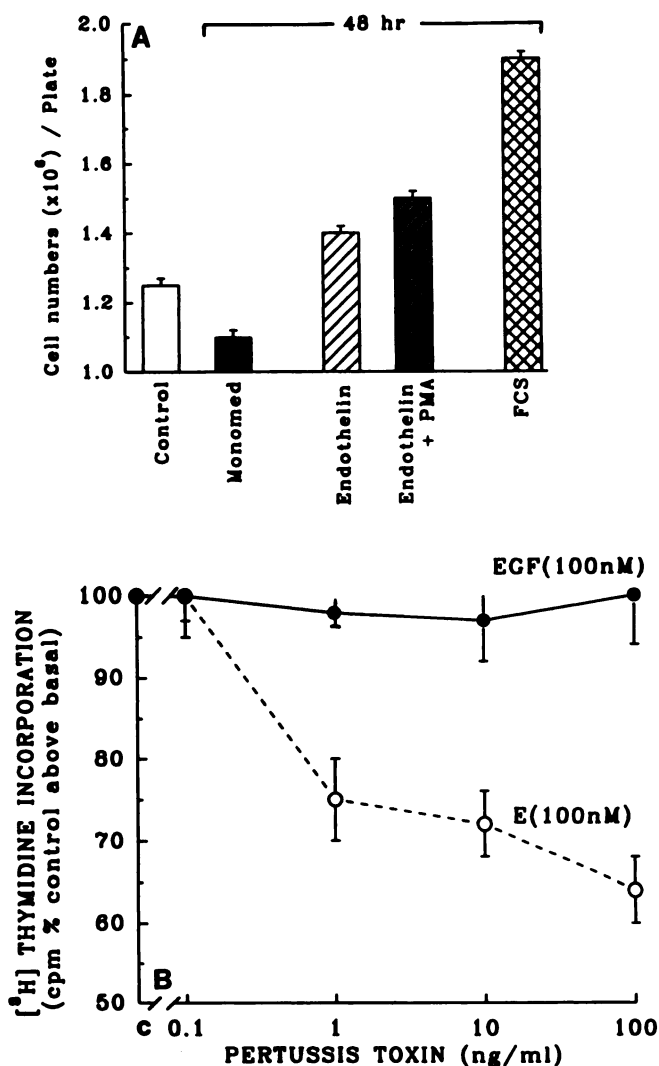 A
48 hr
2.0
1.8
1.6
1.4
1.2
1.0
Cell numbers (x10⁶) / Plate
Control
Monomed
Endothelin
Endothelin
+ PMA
FCS
EGF(100nM)
E(100nM)
100
90
80
70
60
50
[³H] THYMIDINE INCORPORATION
(cpm % control above basal)
B
c 0.1 1 10 100
PERTUSSIS TOXIN (ng/ml)